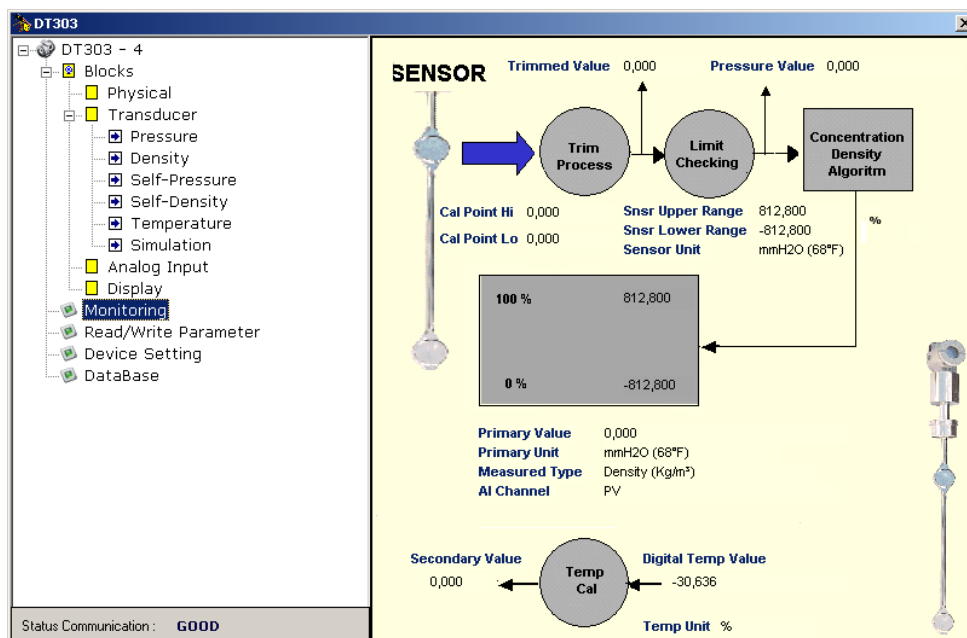 DT303
DT303 - 4
Blocks
Physical
Transducer
Pressure
Density
Self-Pressure
Self-Density
Temperature
Simulation
Analog Input
Display
Monitoring
Read/Write Parameter
Device Setting
DataBase
Status Communication : GOOD
SENSOR
Trimmed Value 0,000
Pressure Value 0,000
Trim
Process
Limit
Checking
Concentration
Density
Algoritm
Cal Point Hi 0,000
Cal Point Lo 0,000
Snsr Upper Range 812,800
Snsr Lower Range -812,800
Sensor Unit mmH2O (68°F)
%
100 % 812,800
0 % -812,800
Primary Value 0,000
Primary Unit mmH2O (68°F)
Measured Type Density (Kg/m³)
AI Channel PV
Secondary Value
0,000
Temp
Cal
Digital Temp Value
-30,636
Temp Unit %